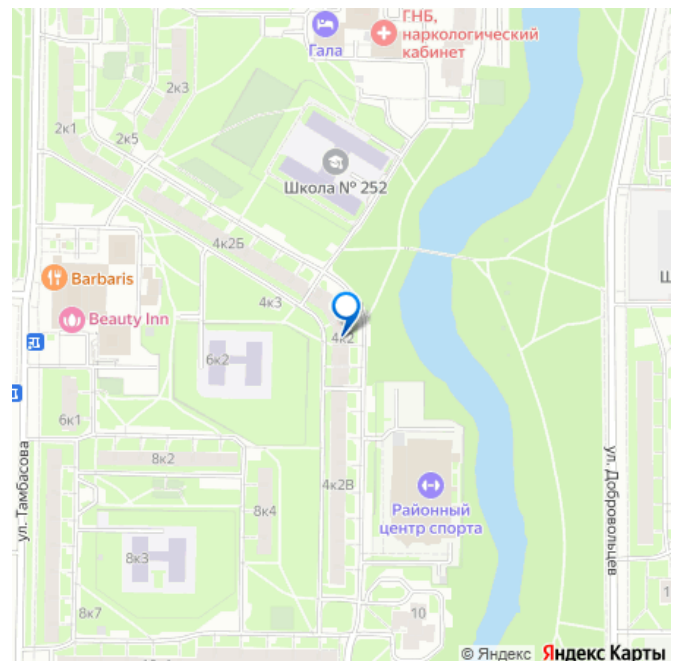 ГНБ,
наркологический
кабинет
Гала
2к3
2к1
2к5
Школа № 252
4к2Б
Barbaris
4к3
Beauty Inn
4к2
6к2
6к1
ул. Тамбасова
8к2
4к2В
Районный
центр спорта
ул. Добровольцев
8к4
8к3
8к7
10
© Яндекс Яндекс Карты